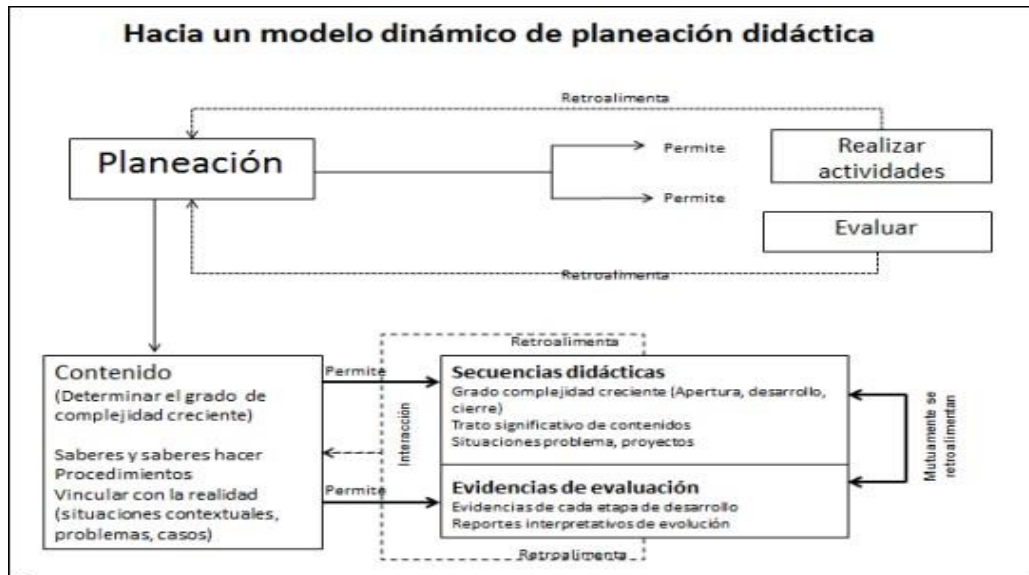 Hacia un modelo dinámico de planeación didáctica
Retroalimenta
Planeación
Permite
Permite
Realizar
actividades
Evaluar
Retroalimenta
Contenido
(Determinar el grado de
complejidad creciente)
Saberes y saberes hacer
Procedimientos
Vincular con la realidad
(situaciones contextuales,
problemas, casos)
Permite
Permite
Interacción
Retroalimenta
Secuencias didácticas
Grado complejidad creciente (Apertura, desarrollo,
cierre)
Trato significativo de contenidos
Situaciones problema, proyectos
Evidencias de evaluación
Evidencias de cada etapa de desarrollo
Reportes interpretativos de evolución
Retroalimenta
Mutuamente se
retroalimentan